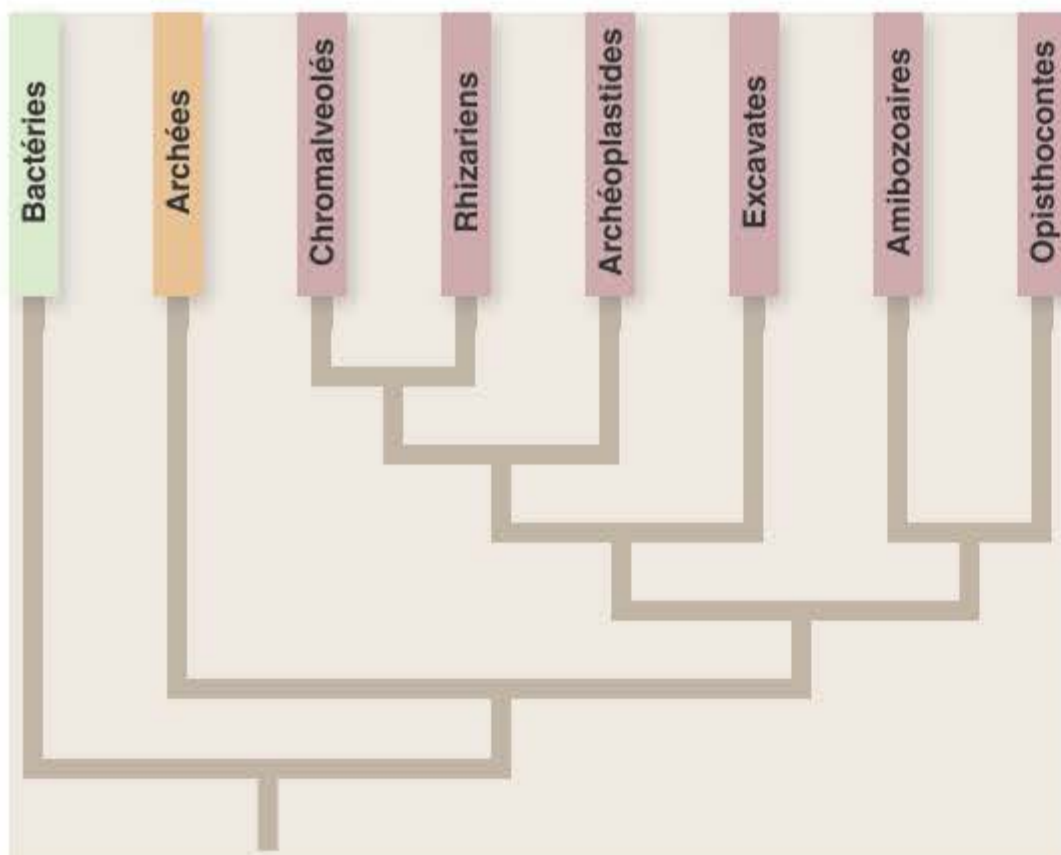 Bactéries
Archées
Chromalveolés
Rhizariens
Archéoplastides
Excavates
Amibozoaires
Opisthocontes